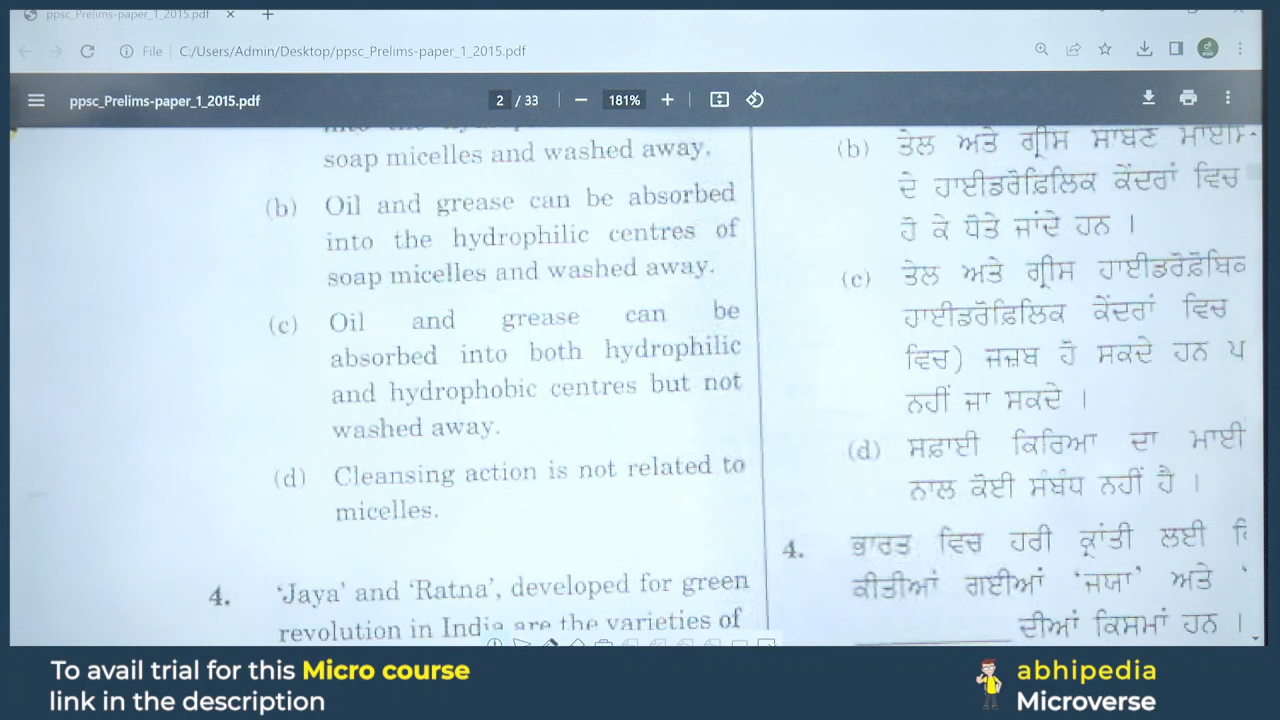 ppsc_Prelims-paper_1_2015.pdf
File
C:/Users/Admin/Desktop/ppsc_Prelims-paper_1_2015.pdf
ppsc_Prelims-paper_1_2015.pdf
2 / 33
181%
soap micelles and washed away.
(b) Oil and grease can be absorbed
into the hydrophilic centres of
soap micelles and washed away.
(c) Oil and grease can be
absorbed into both hydrophilic
and hydrophobic centres but not
washed away.
(d) Cleansing action is not related to
micelles.
4. 'Jaya' and 'Ratna', developed for green
revolution in India are the varieties of
(b) ਤੇਲ ਅਤੇ ਗ੍ਰੀਸ ਸਾਬਣ
ਦੇ ਹਾਈਡਰੋਫ਼ਿਲਿਕ ਕੇਂਦਰਾਂ ਵਿਚ
ਹੋ ਕੇ ਧੋਤੇ ਜਾਂਦੇ ਹਨ ।
(c) ਤੇਲ ਅਤੇ ਗ੍ਰੀਸ ਹਾਈਡਰੋਫ਼ੋਬਿਕ
ਹਾਈਡਰੋਫ਼ਿਲਿਕ ਕੇਂਦਰਾਂ ਵਿਚ
ਵਿਚ) ਜਜ਼ਬ ਹੋ ਸਕਦੇ ਹਨ ਪ
ਨਹੀਂ ਜਾ ਸਕਦੇ ।
(d) ਸਫ਼ਾਈ ਕਿਰਿਆ ਦਾ ਮਾਈ
ਨਾਲ ਕੋਈ ਸੰਬੰਧ ਨਹੀਂ ਹੈ ।
4. ਭਾਰਤ ਵਿਚ ਹਰੀ ਕ੍ਰਾਂਤੀ ਲਈ
ਕੀਤੀਆਂ ਗਈਆਂ 'ਜਯਾ' ਅਤੇ '
ਦੀਆਂ ਕਿਸਮਾਂ ਹਨ ।
To avail trial for this Micro course
link in the description
abhipedia
Microverse